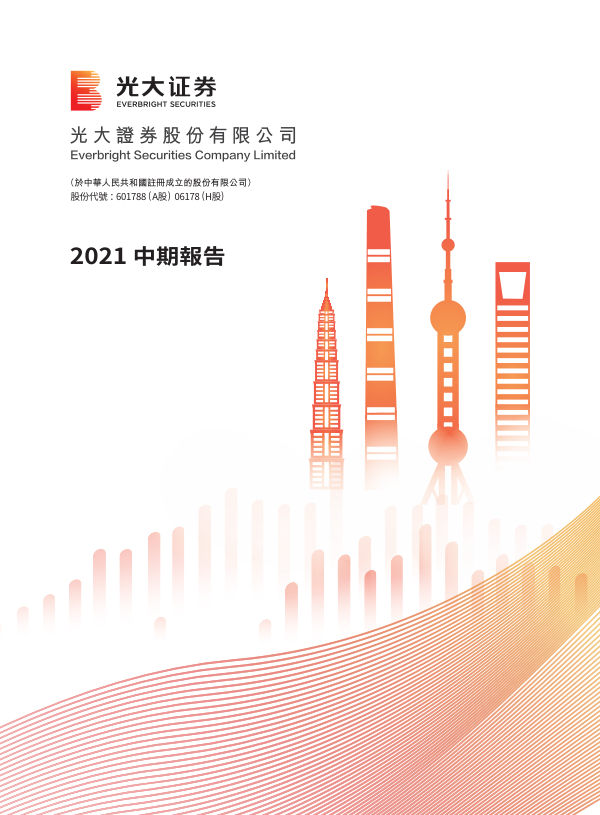 光大证券
EVERBRIGHT SECURITIES
光大證券股份有限公司
Everbright Securities Company Limited
（於中華人民共和國註冊成立的股份有限公司）
股份代號：601788（A股）06178（H股）
2021 中期報告